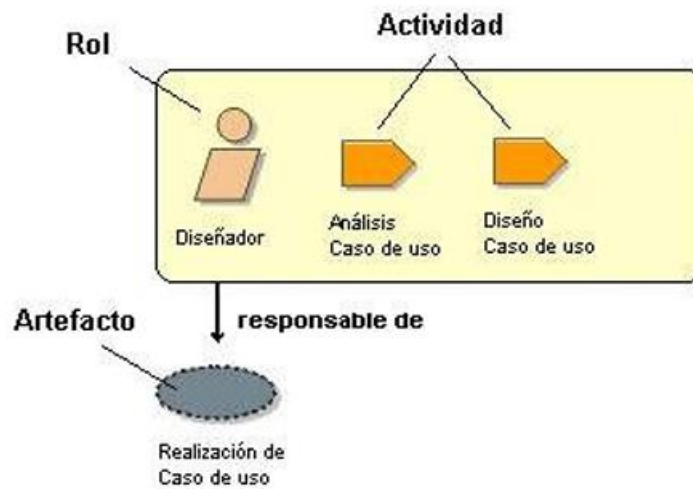 Actividad
Rol
Diseñador
Análisis
Caso de uso
Diseño
Caso de uso
Artefacto
responsable de
Realización de
Caso de uso